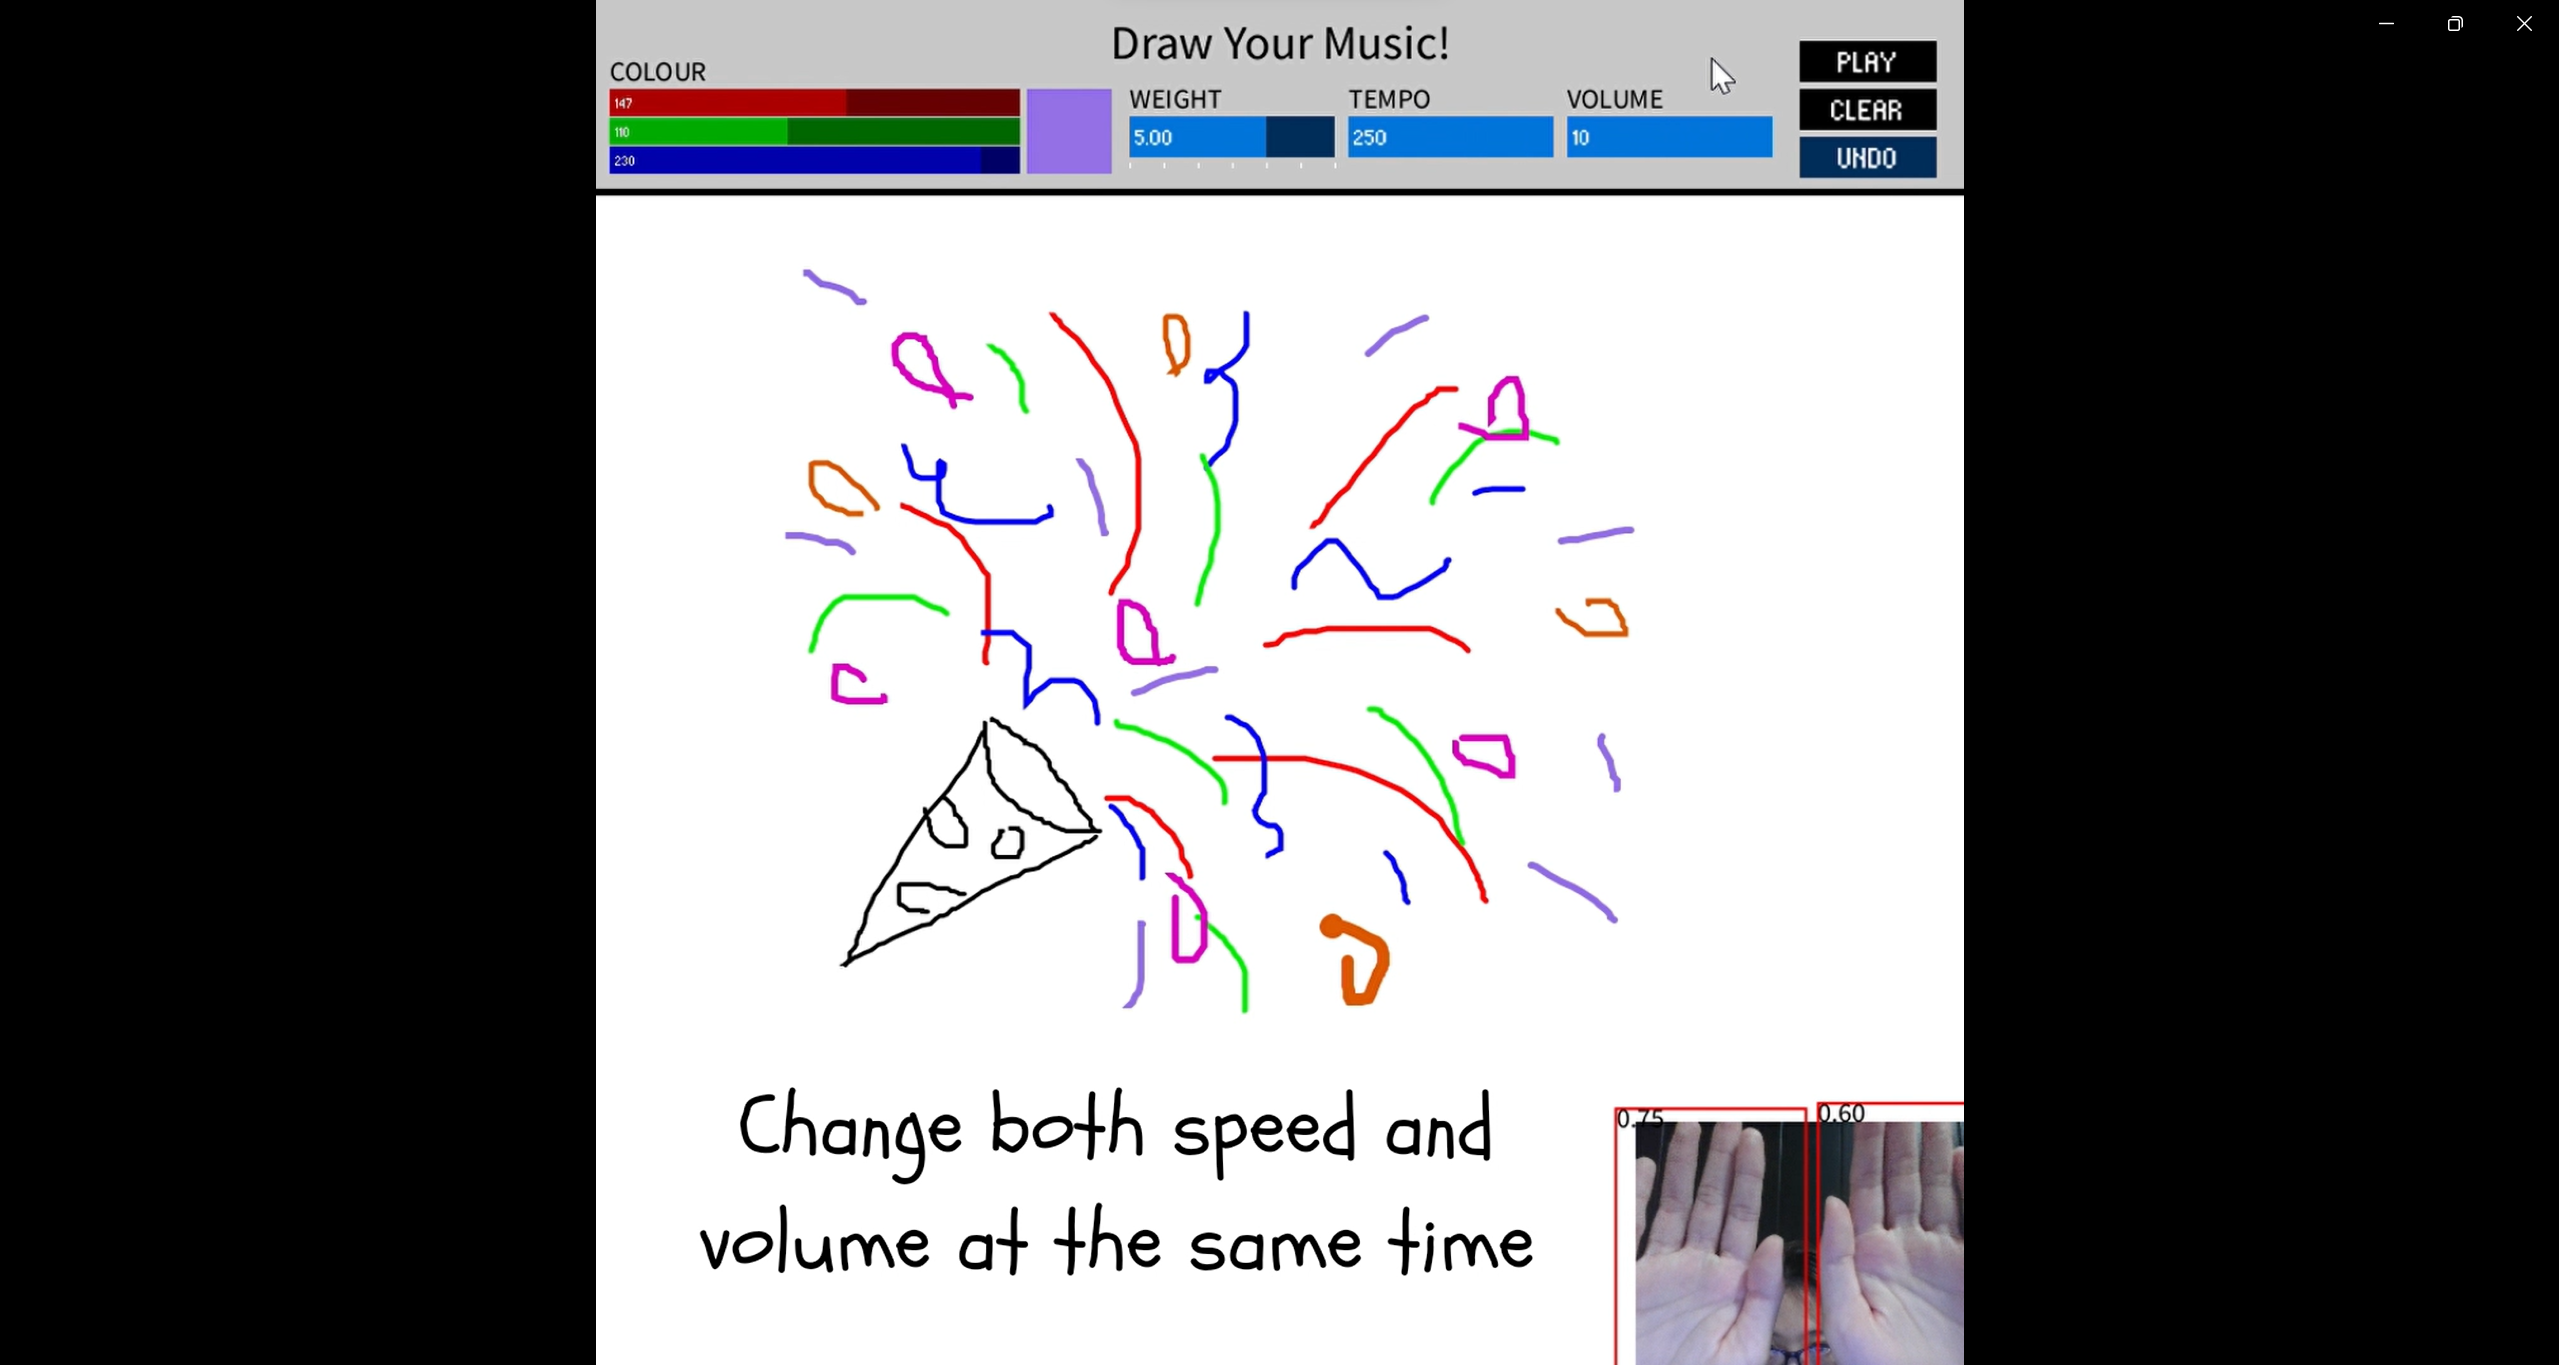 Draw Your Music!
COLOUR
147
110
230
WEIGHT
5.00
TEMPO
250
VOLUME
10
PLAY
CLEAR
UNDO
Change both speed and
volume at the same time
0.75
0.60